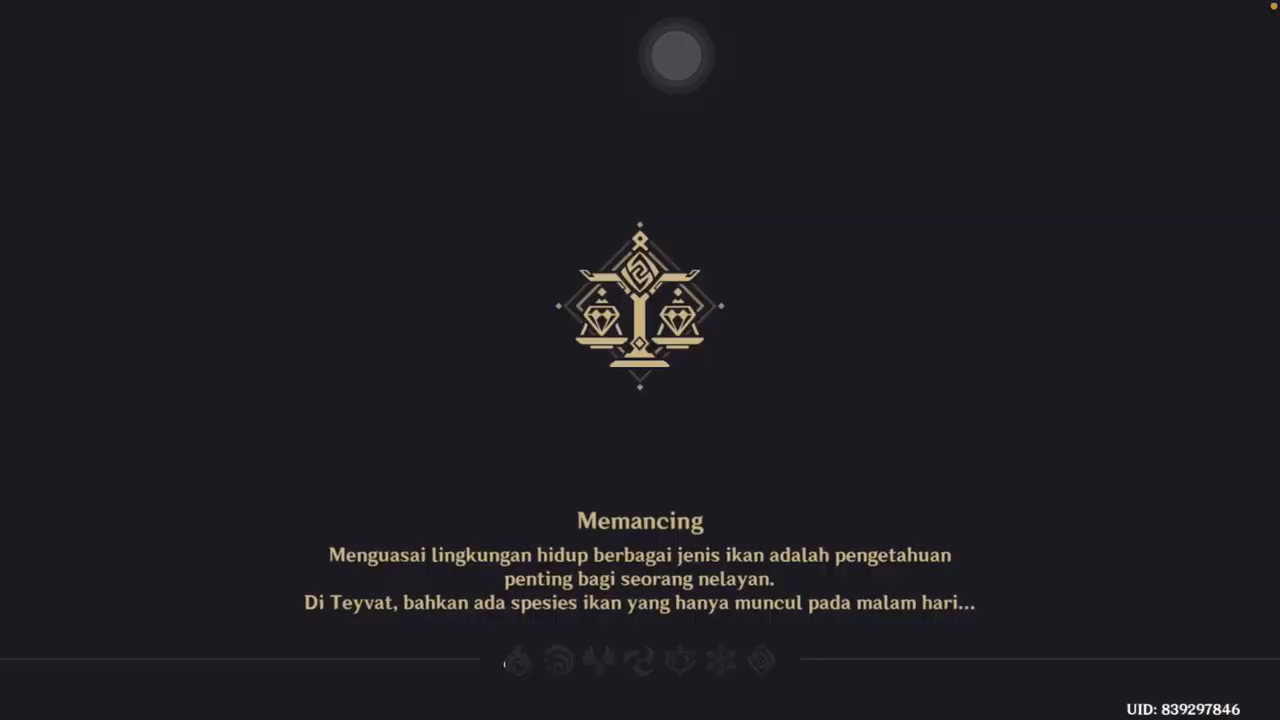 Memancing
Menguasai lingkungan hidup berbagai jenis ikan adalah pengetahuan
penting bagi seorang nelayan.
Di Teyvat, bahkan ada spesies ikan yang hanya muncul pada malam hari...
UID: 839297846